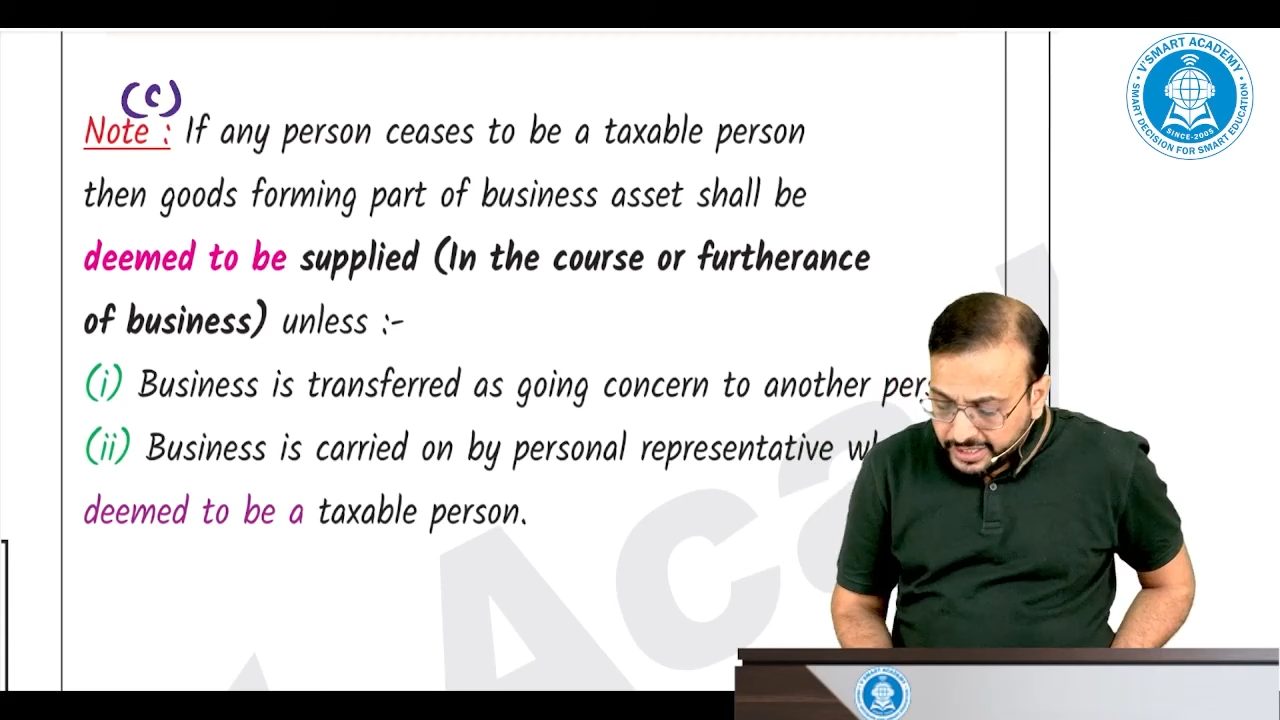 (c)
Note : If any person ceases to be a taxable person
then goods forming part of business asset shall be
deemed to be supplied (In the course or furtherance
of business) unless :-
(i) Business is transferred as going concern to another
(ii) Business is carried on by personal representative
deemed to be a taxable person.
V'SMART ACADEMY
SMART DECISION FOR SMART EDUCATION
SINCE-2005
Aca